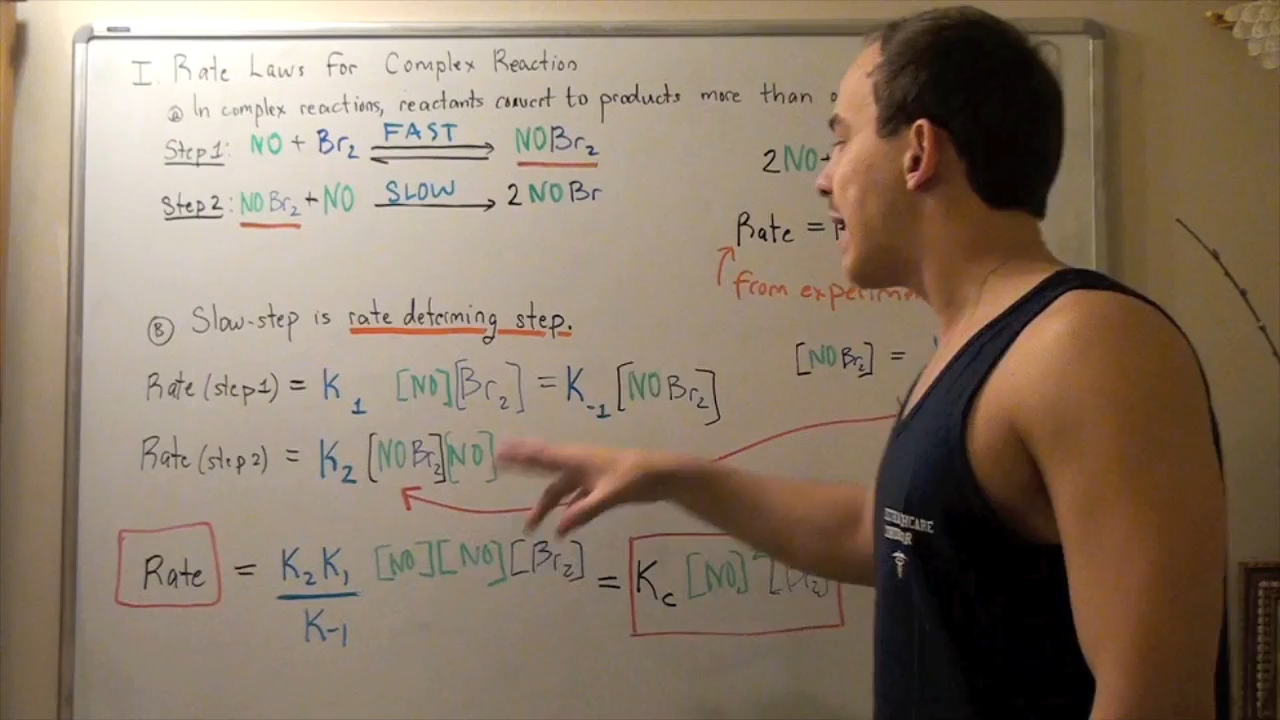 I. Rate Laws for Complex Reaction
Ⓐ In complex reactions, reactants convert to products more than
Step 1: NO + Br₂ FAST ⇌ NOBr₂
Step 2: NOBr₂ + NO SLOW → 2 NOBr
2NO+
Rate =
from experiment
Ⓑ Slow-step is rate determing step.
[NOBr₂] =
Rate (step 1) = K₁ [NO][Br₂] = K₋₁ [NOBr₂]
Rate (step 2) = K₂ [NOBr₂][NO]
Rate = K₂K₁/K-1 [NO][NO][Br₂] = Kc [NO]²[Br₂]